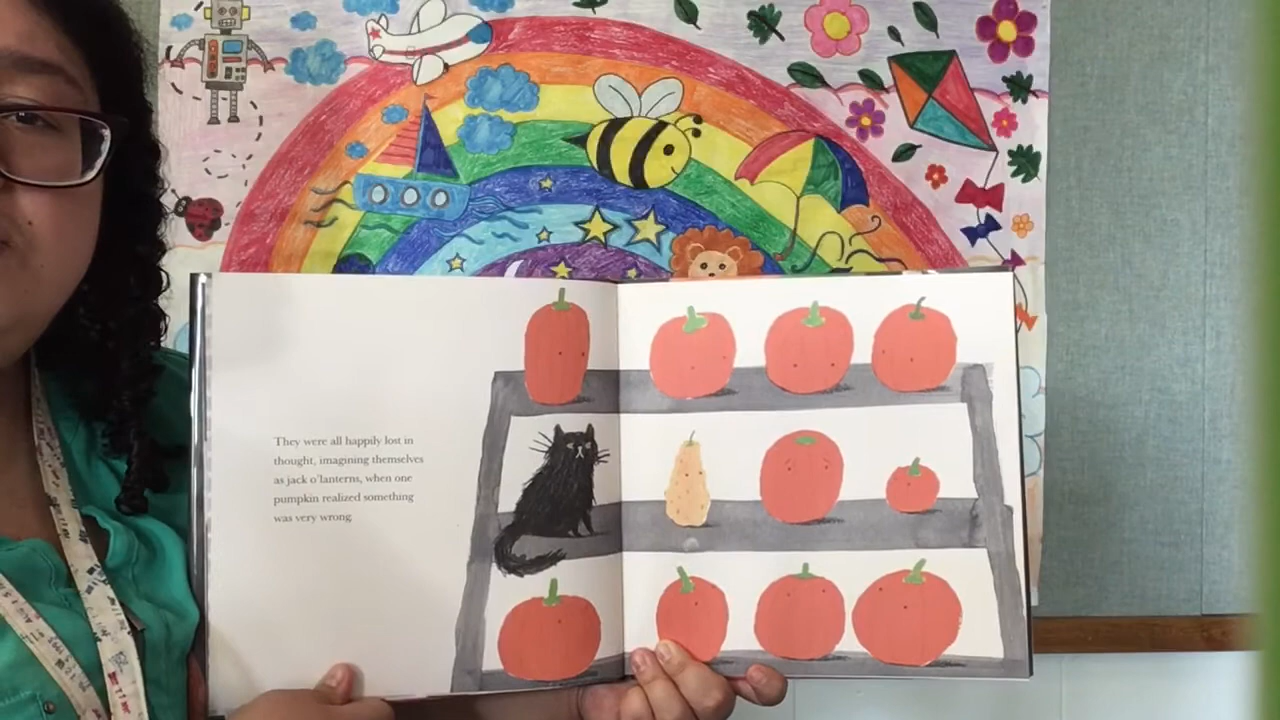 They were all happily lost in
thought, imagining themselves
as jack o'lanterns, when one
pumpkin realized something
was very wrong.